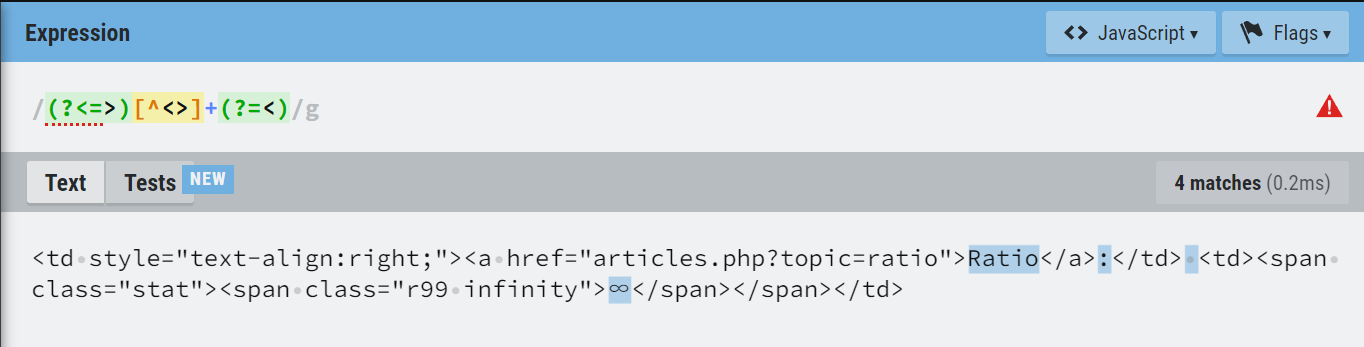 Expression
<> JavaScript ▾ Flags ▾
/(?<=>)[^<>]+(?=<)/g
Text Tests NEW 4 matches (0.2ms)
<td·style="text-align:right;"><a·href="articles.php?topic=ratio">Ratio</a>:</td>·<td><span·
class="stat"><span·class="r99·infinity">∞</span></span></td>